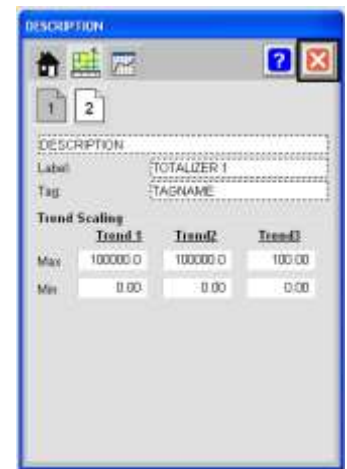 DESCRIPTION
?
1 2
DESCRIPTION
Label: TOTALIZER 1
Tag: TAGNAME
Trend Scaling
Trend 1 Trend2 Trend3
Max 100000.0 100000.0 100.00
Min 0.00 0.00 0.00